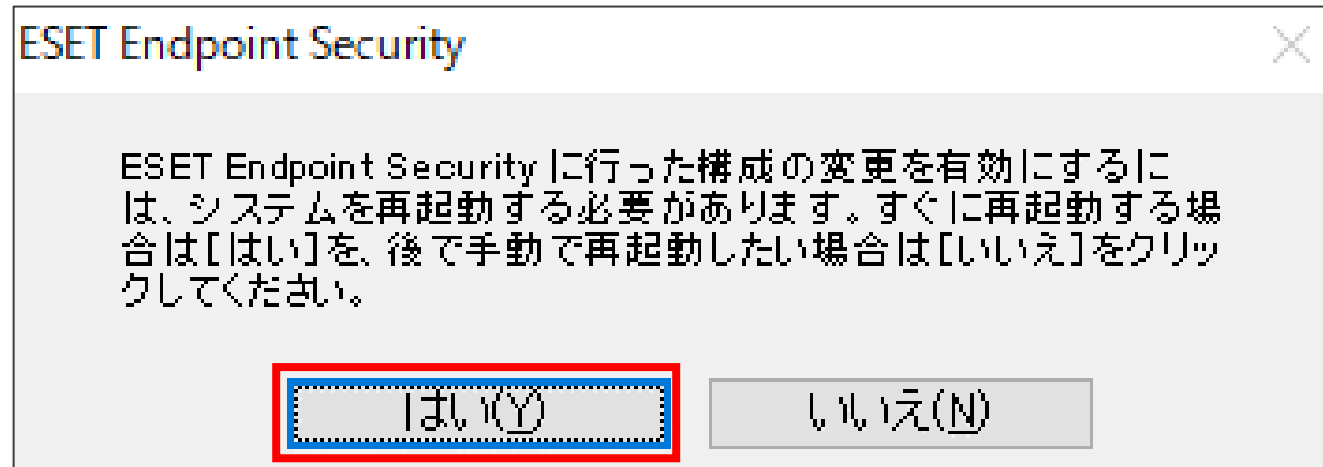 ESET Endpoint Security
ESET Endpoint Security に行った構成の変更を有効にするに
は、システムを再起動する必要があります。すぐに再起動する場
合は[はい]を、後で手動で再起動したい場合は[いいえ]をクリッ
クしてください。
はい(Y) いいえ(N)